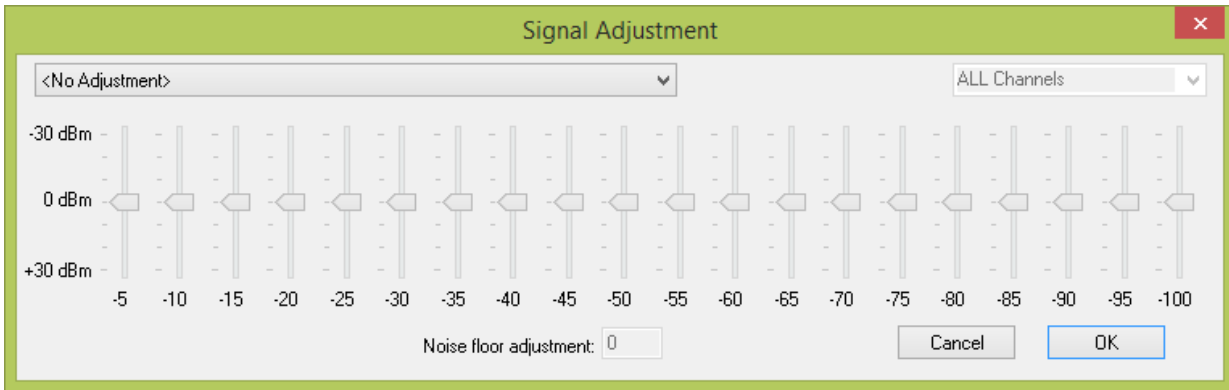 Signal Adjustment
<No Adjustment>
ALL Channels
-30 dBm
0 dBm
+30 dBm
-5 -10 -15 -20 -25 -30 -35 -40 -45 -50 -55 -60 -65 -70 -75 -80 -85 -90 -95 -100
Noise floor adjustment: 0 Cancel OK